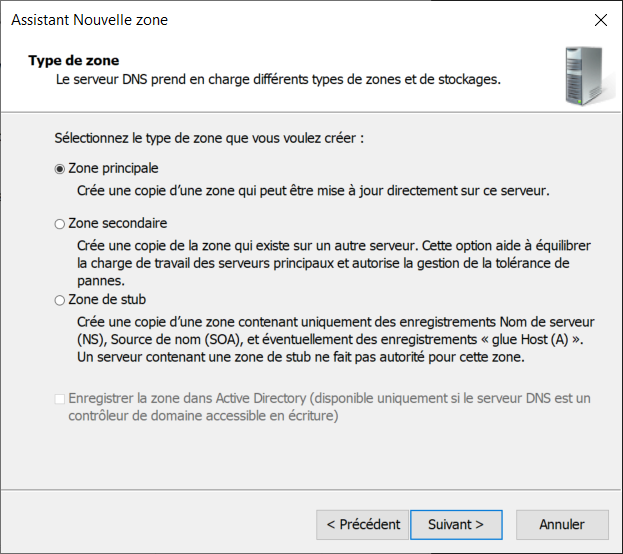 Assistant Nouvelle zone
Type de zone
Le serveur DNS prend en charge différents types de zones et de stockages.
Sélectionnez le type de zone que vous voulez créer :
Zone principale
Crée une copie d’une zone qui peut être mise à jour directement sur ce serveur.
Zone secondaire
Crée une copie de la zone qui existe sur un autre serveur. Cette option aide à équilibrer
la charge de travail des serveurs principaux et autorise la gestion de la tolérance de
pannes.
Zone de stub
Crée une copie d’une zone contenant uniquement des enregistrements Nom de serveur
(NS), Source de nom (SOA), et éventuellement des enregistrements « glue Host (A) ».
Un serveur contenant une zone de stub ne fait pas autorité pour cette zone.
Enregistrer la zone dans Active Directory (disponible uniquement si le serveur DNS est un
contrôleur de domaine accessible en écriture)
< Précédent
Suivant >
Annuler